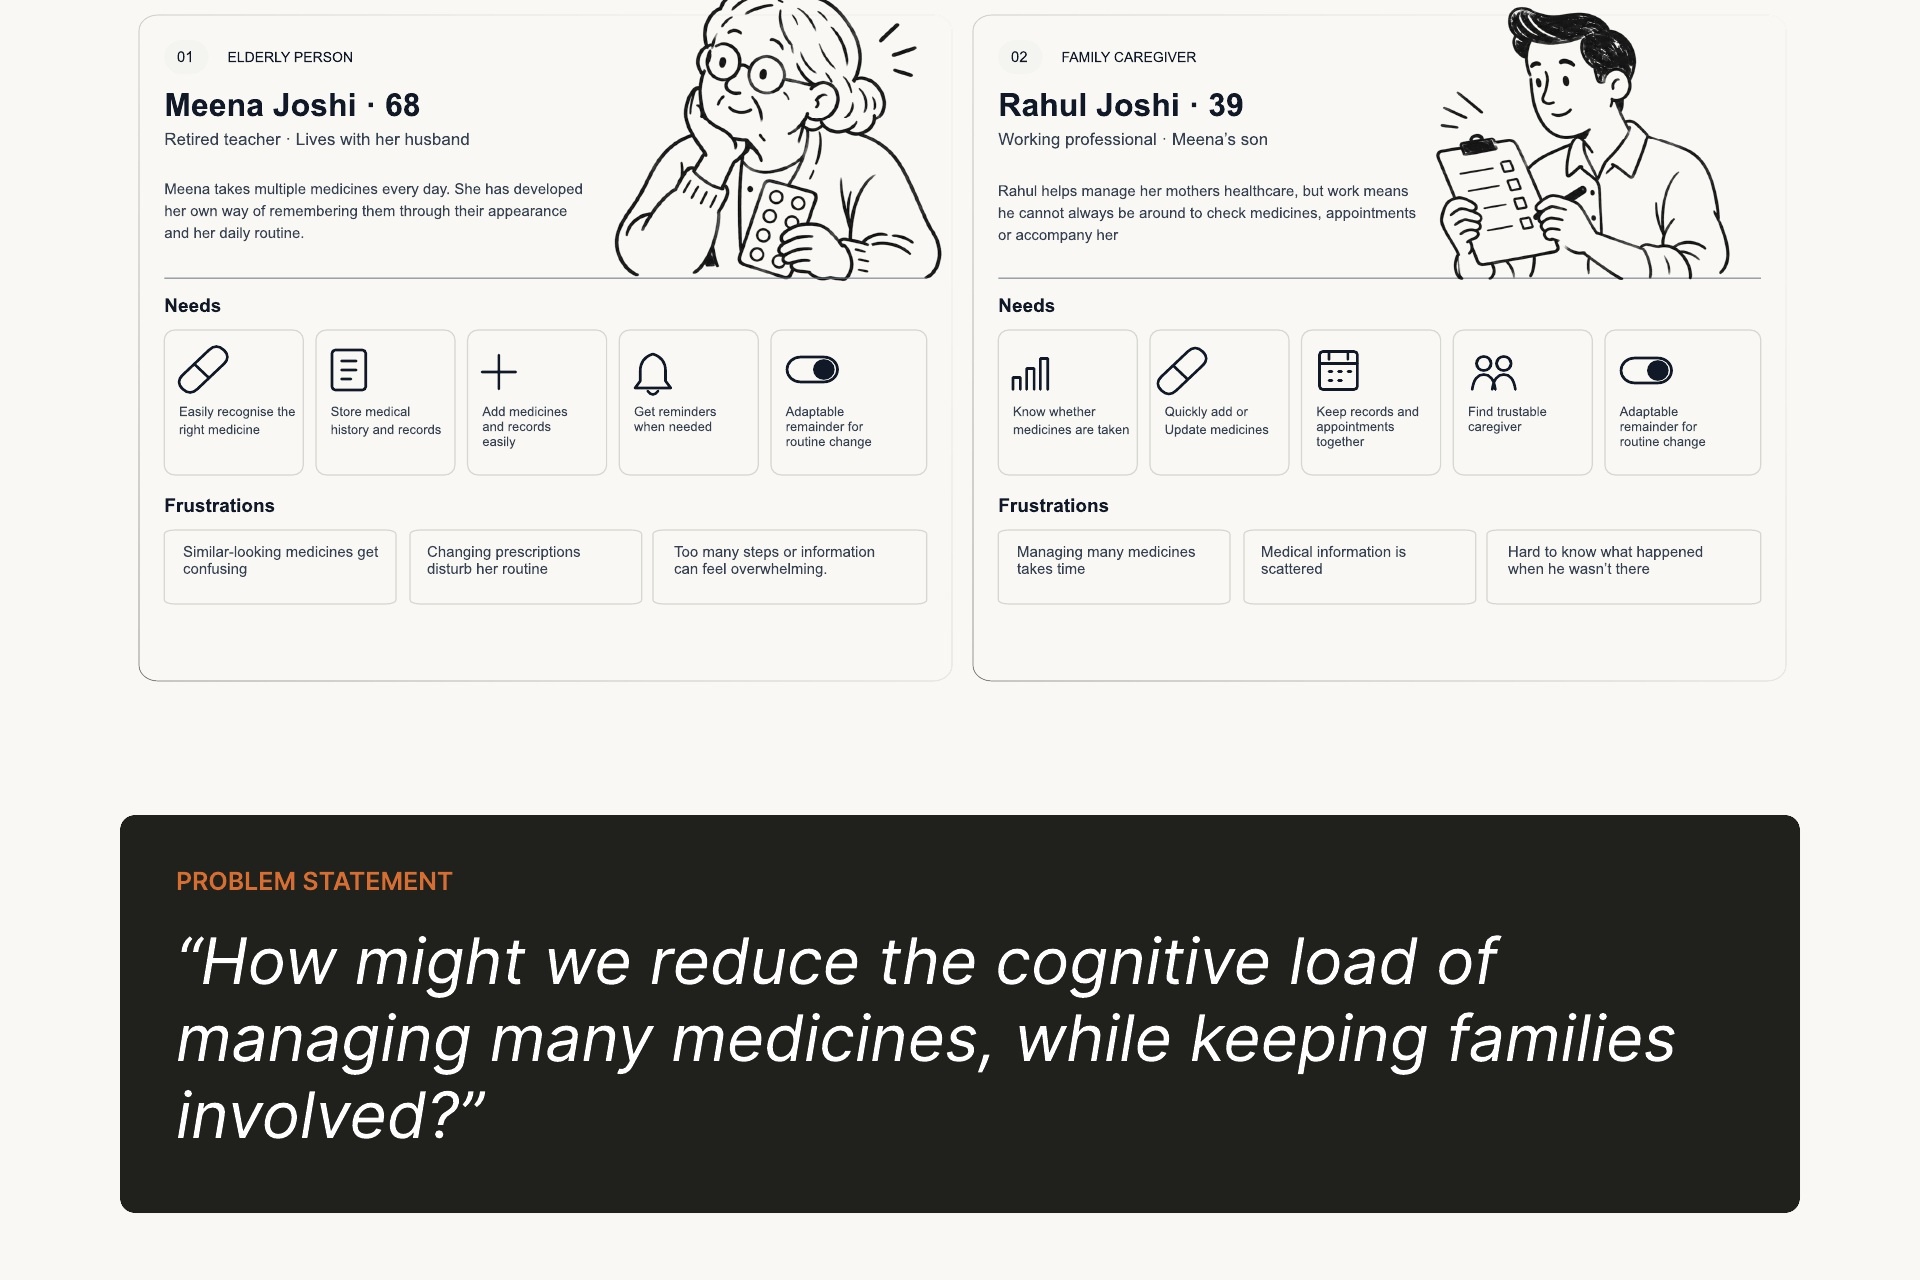 01 ELDERLY PERSON
Meena Joshi · 68
Retired teacher · Lives with her husband
Meena takes multiple medicines every day. She has developed
her own way of remembering them through their appearance
and her daily routine.
Needs
Easily recognise the
right medicine
Store medical
history and records
Add medicines
and records
easily
Get reminders
when needed
Adaptable
remainder for
routine change
Frustrations
Similar-looking medicines get
confusing
Changing prescriptions
disturb her routine
Too many steps or information
can feel overwhelming.
02 FAMILY CAREGIVER
Rahul Joshi · 39
Working professional · Meena’s son
Rahul helps manage her mothers healthcare, but work means
he cannot always be around to check medicines, appointments
or accompany her
Needs
Know whether
medicines are taken
Quickly add or
Update medicines
Keep records and
appointments
together
Find trustable
caregiver
Adaptable
remainder for
routine change
Frustrations
Managing many medicines
takes time
Medical information is
scattered
Hard to know what happened
when he wasn’t there
PROBLEM STATEMENT
“How might we reduce the cognitive load of
managing many medicines, while keeping families
involved?”